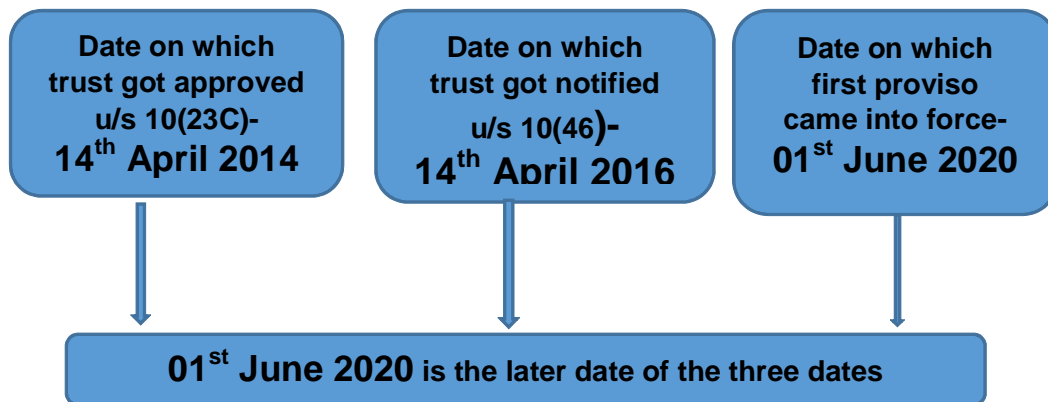 Date on which
trust got approved
u/s 10(23C)-
14th April 2014
Date on which
trust got notified
u/s 10(46)-
14th April 2016
Date on which
first proviso
came into force-
01st June 2020
01st June 2020 is the later date of the three dates